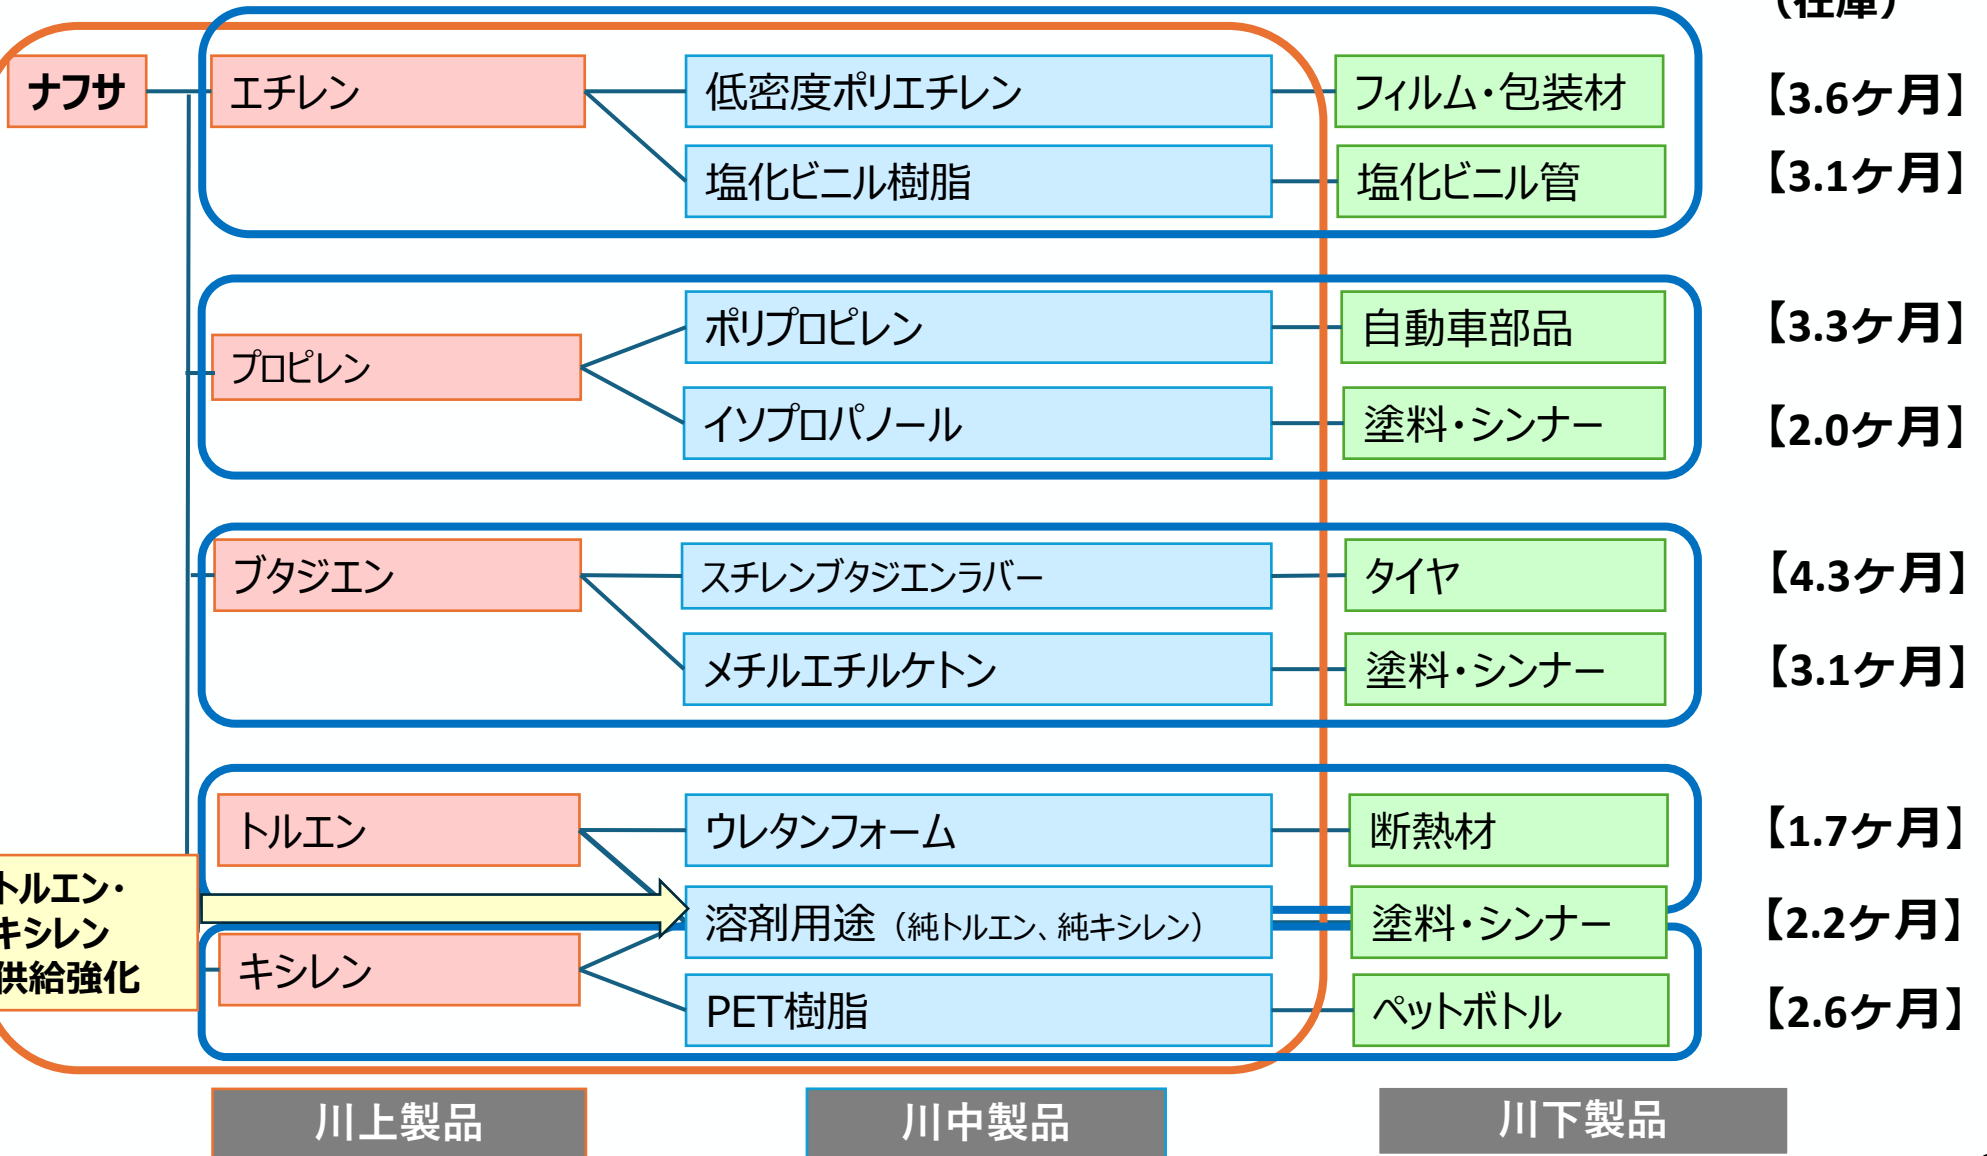 （在庫）
ナフサ
エチレン
低密度ポリエチレン
フィルム・包装材
【3.6ケ月】
塩化ビニル樹脂
塩化ビニル管
【3.1ケ月】
プロピレン
ポリプロピレン
自動車部品
【3.3ケ月】
イソプロパノール
塗料・シンナー
【2.0ケ月】
ブタジエン
スチレンブタジエンラバー
タイヤ
【4.3ケ月】
メチルエチルケトン
塗料・シンナー
【3.1ケ月】
トルエン
ウレタンフォーム
断熱材
【1.7ケ月】
トルエン・
キシレン
供給強化
溶剤用途（純トルエン、純キシレン）
塗料・シンナー
【2.2ケ月】
キシレン
PET樹脂
ペットボトル
【2.6ケ月】
川上製品
川中製品
川下製品